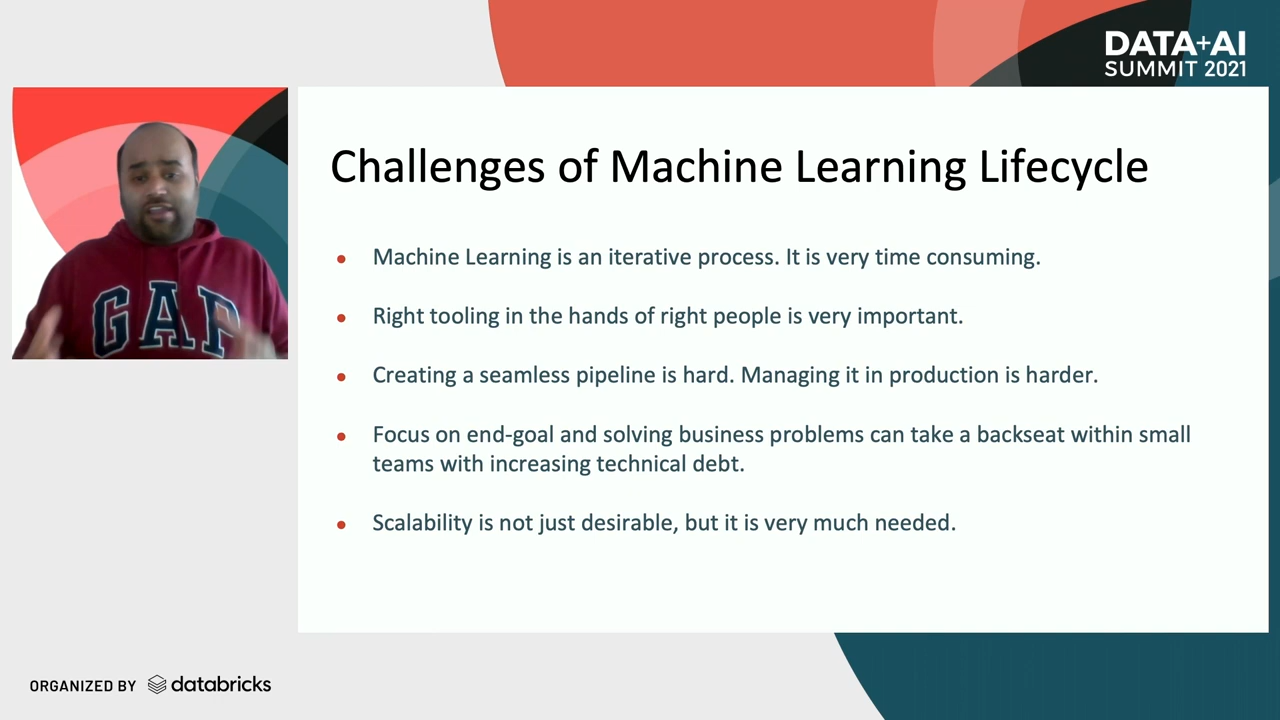 DATA+AI
SUMMIT 2021
GAP
Challenges of Machine Learning Lifecycle
• Machine Learning is an iterative process. It is very time consuming.
• Right tooling in the hands of right people is very important.
• Creating a seamless pipeline is hard. Managing it in production is harder.
• Focus on end-goal and solving business problems can take a backseat within small
teams with increasing technical debt.
• Scalability is not just desirable, but it is very much needed.
ORGANIZED BY databricks